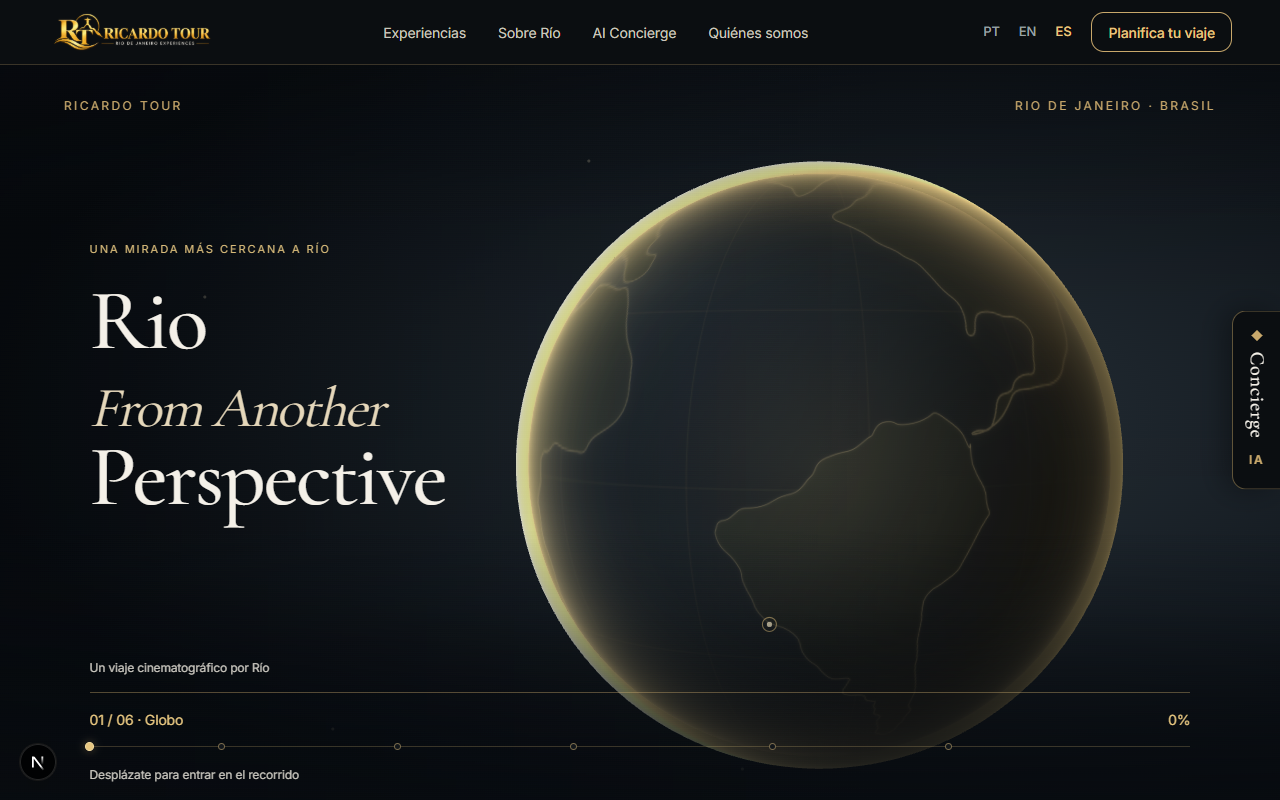 RICARDO TOUR
RIO DE JANEIRO EXPERIENCES
Experiencias
Sobre Río
AI Concierge
Quiénes somos
PT
EN
ES
Planifica tu viaje
RICARDO TOUR
RIO DE JANEIRO · BRASIL
UNA MIRADA MÁS CERCANA A RÍO
Rio
From Another
Perspective
Concierge
IA
Un viaje cinematográfico por Río
01 / 06 · Globo
0%
Desplázate para entrar en el recorrido
N